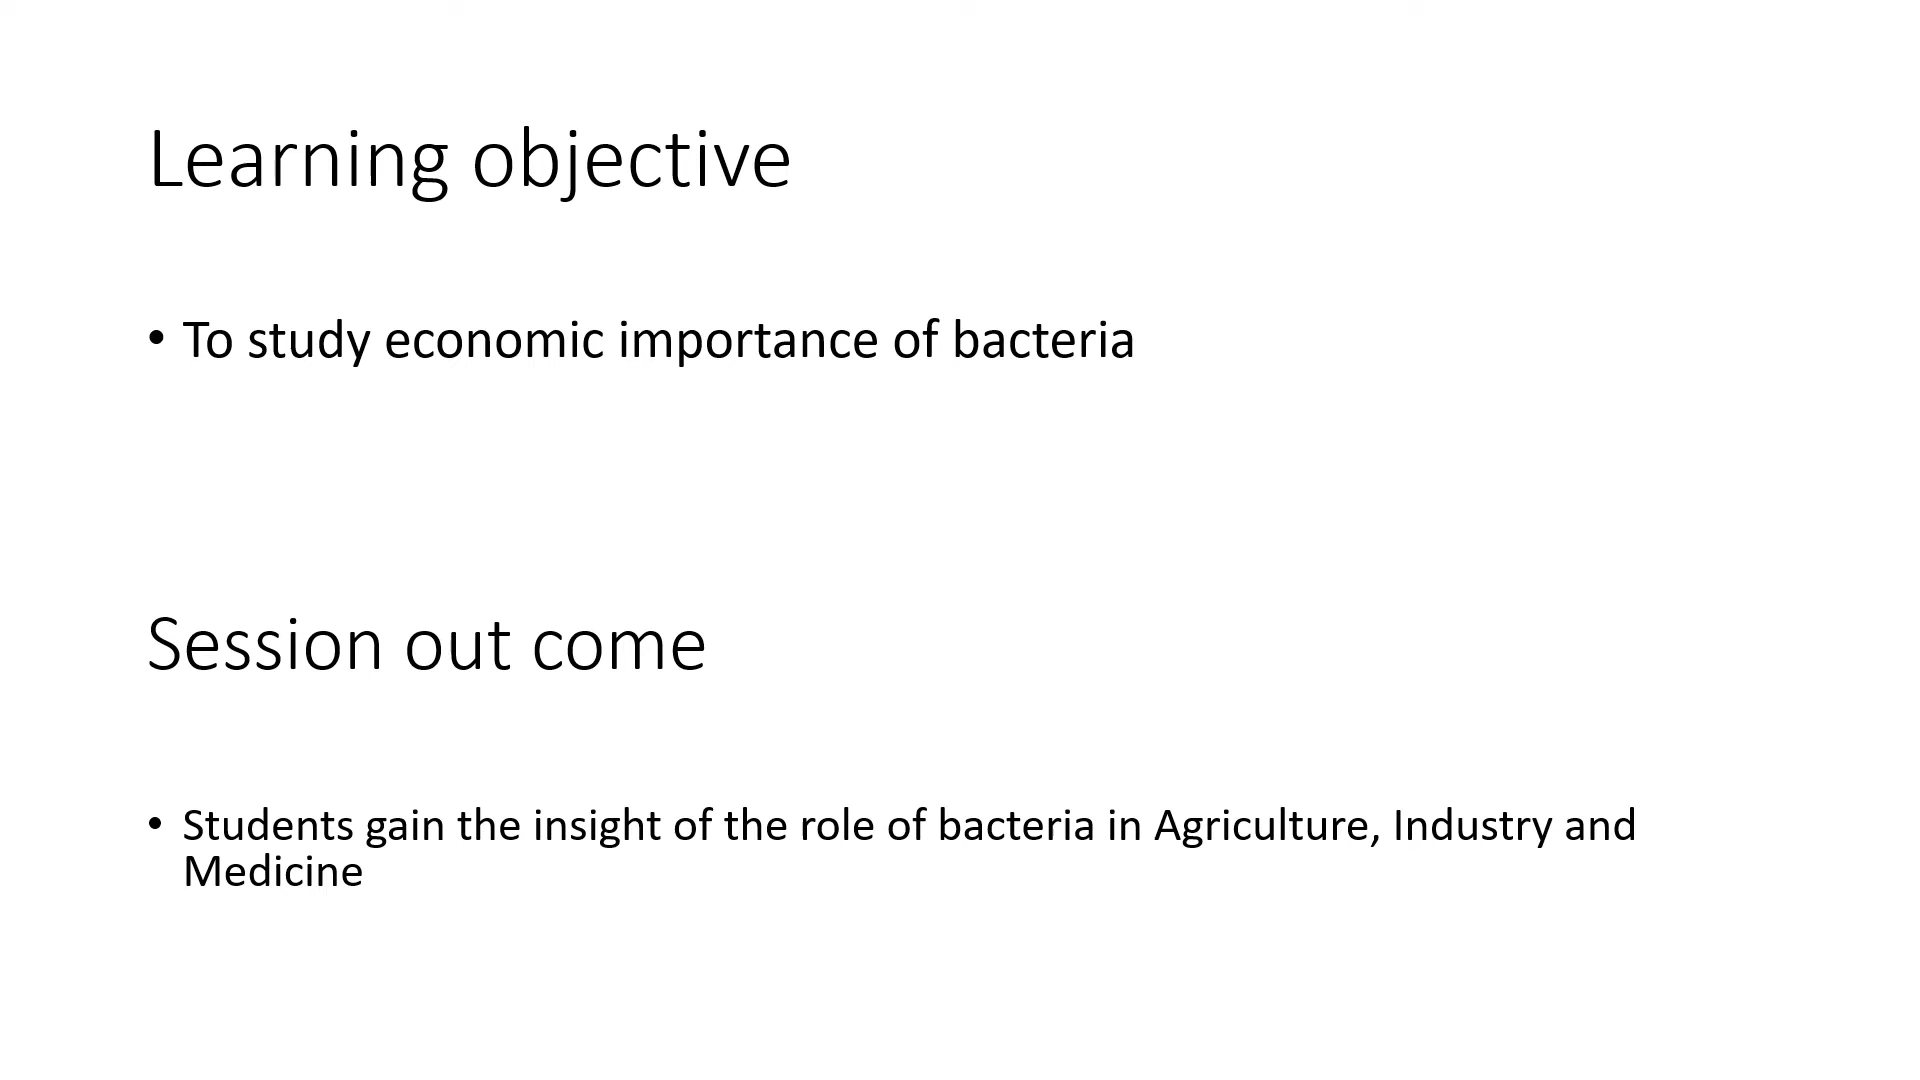 Learning objective
• To study economic importance of bacteria
Session out come
• Students gain the insight of the role of bacteria in Agriculture, Industry and
Medicine